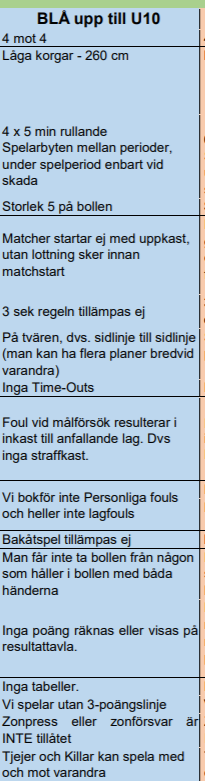 BLÅ upp till U10
4 mot 4
Låga korgar - 260 cm
4 x 5 min rullande
Spelarbyten mellan perioder,
under spelperiod enbart vid
skada
Storlek 5 på bollen
Matcher startar ej med uppkast,
utan lottning sker innan
matchstart
3 sek regeln tillämpas ej
På tvären, dvs. sidlinje till sidlinje
(man kan ha flera planer bredvid
varandra)
Inga Time-Outs
Foul vid målförsök resulterar i
inkast till anfallande lag. Dvs
inga straffkast.
Vi bokför inte Personliga fouls
och heller inte lagfouls
Bakåtspel tillämpas ej
Man får inte ta bollen från någon
som håller i bollen med båda
händerna
Inga poäng räknas eller visas på
resultattavla.
Inga tabeller.
Vi spelar utan 3-poängslinje
Zonpress eller zonförsvar är
INTE tillåtet
Tjejer och Killar kan spela med
och mot varandra